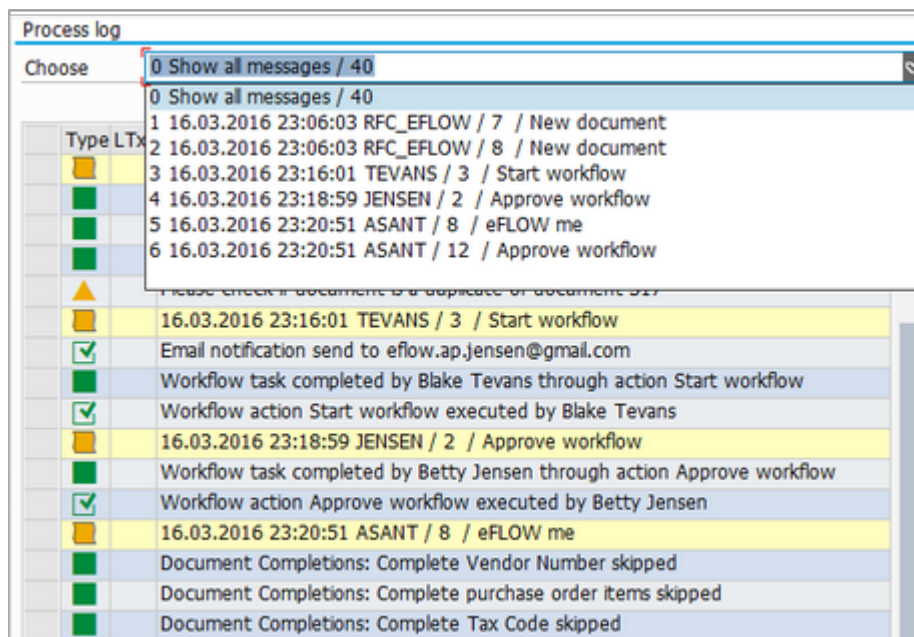 Process log
Choose
0 Show all messages / 40
0 Show all messages / 40
1 16.03.2016 23:06:03 RFC_EFLOW / 7 / New document
2 16.03.2016 23:06:03 RFC_EFLOW / 8 / New document
3 16.03.2016 23:16:01 TEVANS / 3 / Start workflow
4 16.03.2016 23:18:59 JENSEN / 2 / Approve workflow
5 16.03.2016 23:20:51 ASANT / 8 / eFLOW me
6 16.03.2016 23:20:51 ASANT / 12 / Approve workflow
Type LTx
Please check if document is a duplicate of document 517
16.03.2016 23:16:01 TEVANS / 3 / Start workflow
Email notification send to eflow.ap.jensen@gmail.com
Workflow task completed by Blake Tevans through action Start workflow
Workflow action Start workflow executed by Blake Tevans
16.03.2016 23:18:59 JENSEN / 2 / Approve workflow
Workflow task completed by Betty Jensen through action Approve workflow
Workflow action Approve workflow executed by Betty Jensen
16.03.2016 23:20:51 ASANT / 8 / eFLOW me
Document Completions: Complete Vendor Number skipped
Document Completions: Complete purchase order items skipped
Document Completions: Complete Tax Code skipped